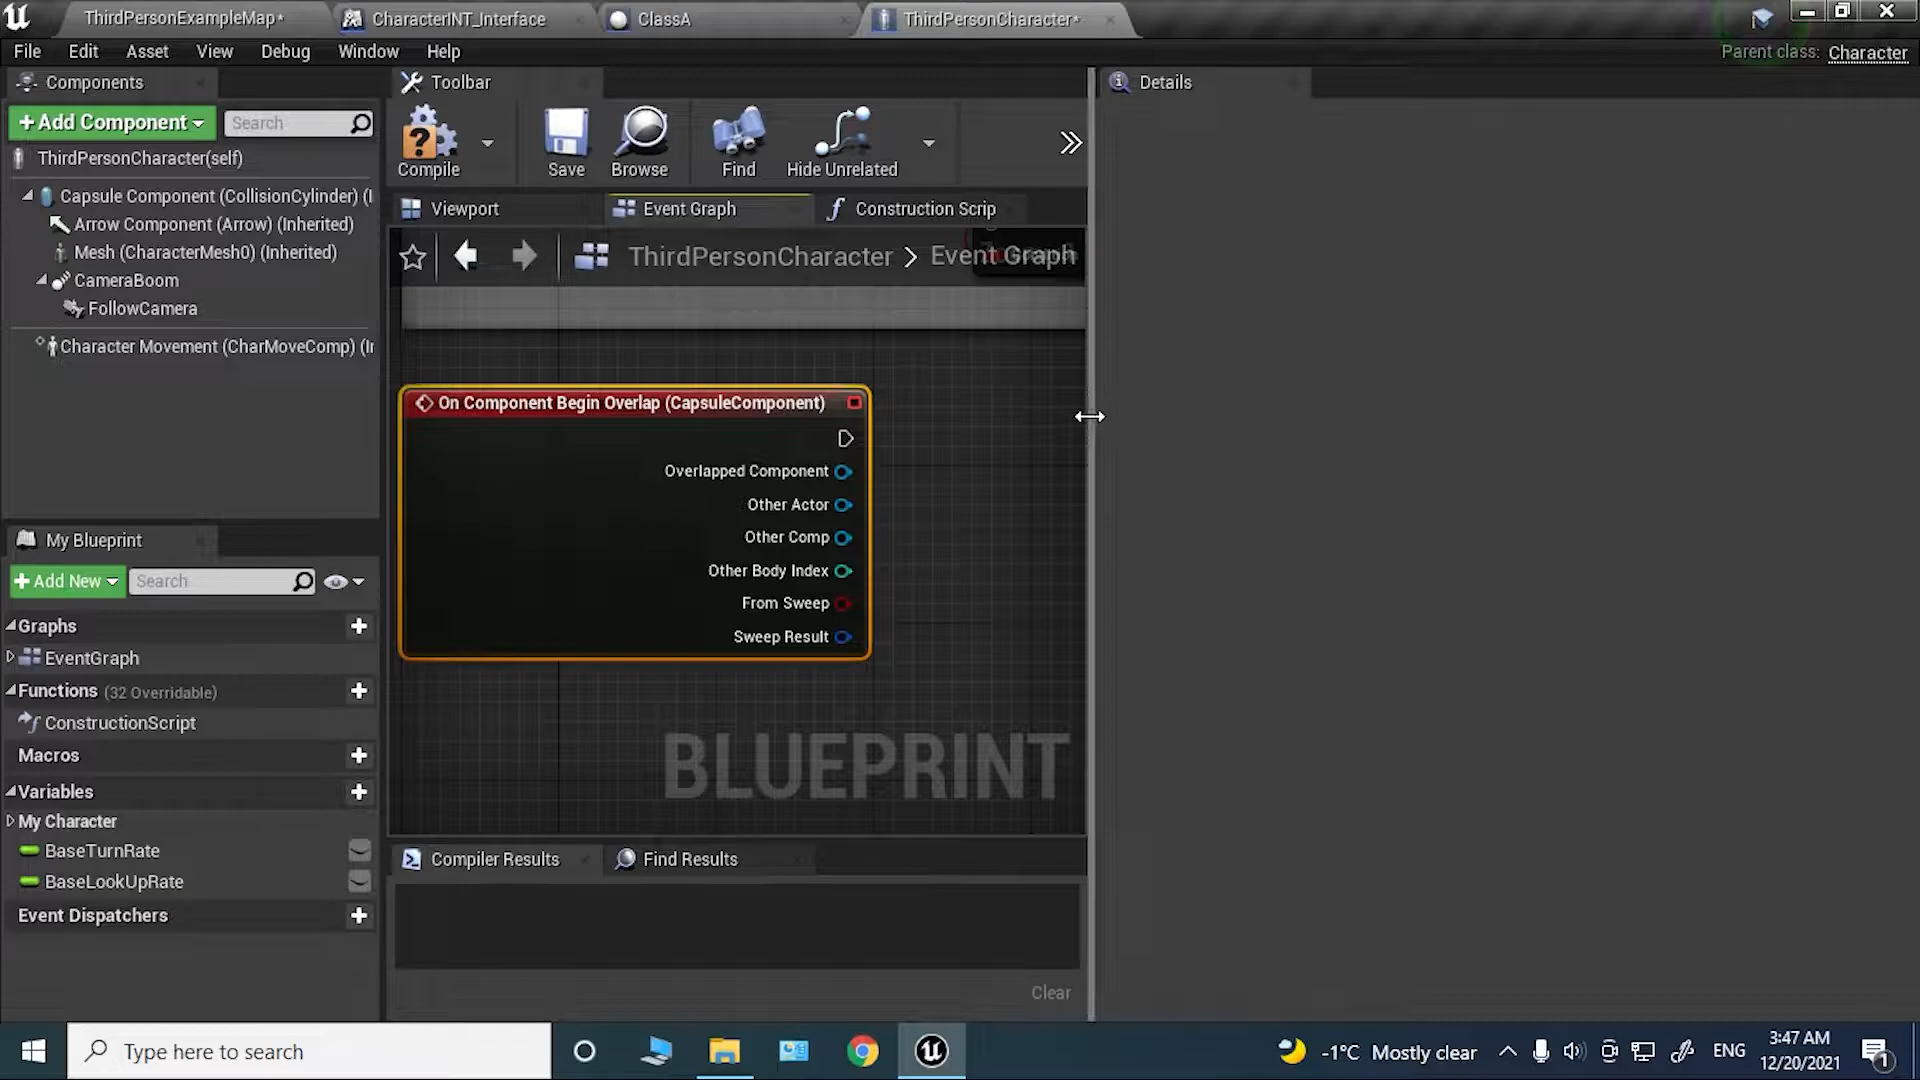 ThirdPersonExampleMap*
CharacterINT_Interface
ClassA
ThirdPersonCharacter*
File Edit Asset View Debug Window Help
Parent class: Character
Components
Toolbar
Details
+Add Component
Search
ThirdPersonCharacter(self)
Capsule Component (CollisionCylinder) (I
Arrow Component (Arrow) (Inherited)
Mesh (CharacterMesh0) (Inherited)
CameraBoom
FollowCamera
Character Movement (CharMoveComp) (Ir
Compile
Save
Browse
Find
Hide Unrelated
Viewport
Event Graph
Construction Scrip
ThirdPersonCharacter > Event Graph
On Component Begin Overlap (CapsuleComponent)
Overlapped Component
Other Actor
Other Comp
Other Body Index
From Sweep
Sweep Result
BLUEPRINT
My Blueprint
+Add New
Search
Graphs
EventGraph
Functions (32 Overridable)
ConstructionScript
Macros
Variables
My Character
BaseTurnRate
BaseLookUpRate
Event Dispatchers
Compiler Results
Find Results
Clear
Type here to search
-1°C Mostly clear
ENG
3:47 AM
12/20/2021
1